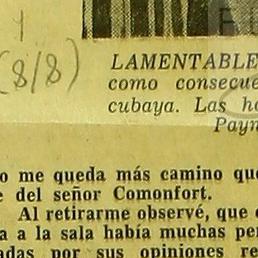 (8/8)
LAMENTABLE
como consecue
cubaya. Las ho
Payn
o me queda más camino que
e del señor Comonfort.
Al retirarme observé, que
a a la sala había muchas per
adas por sus opiniones re